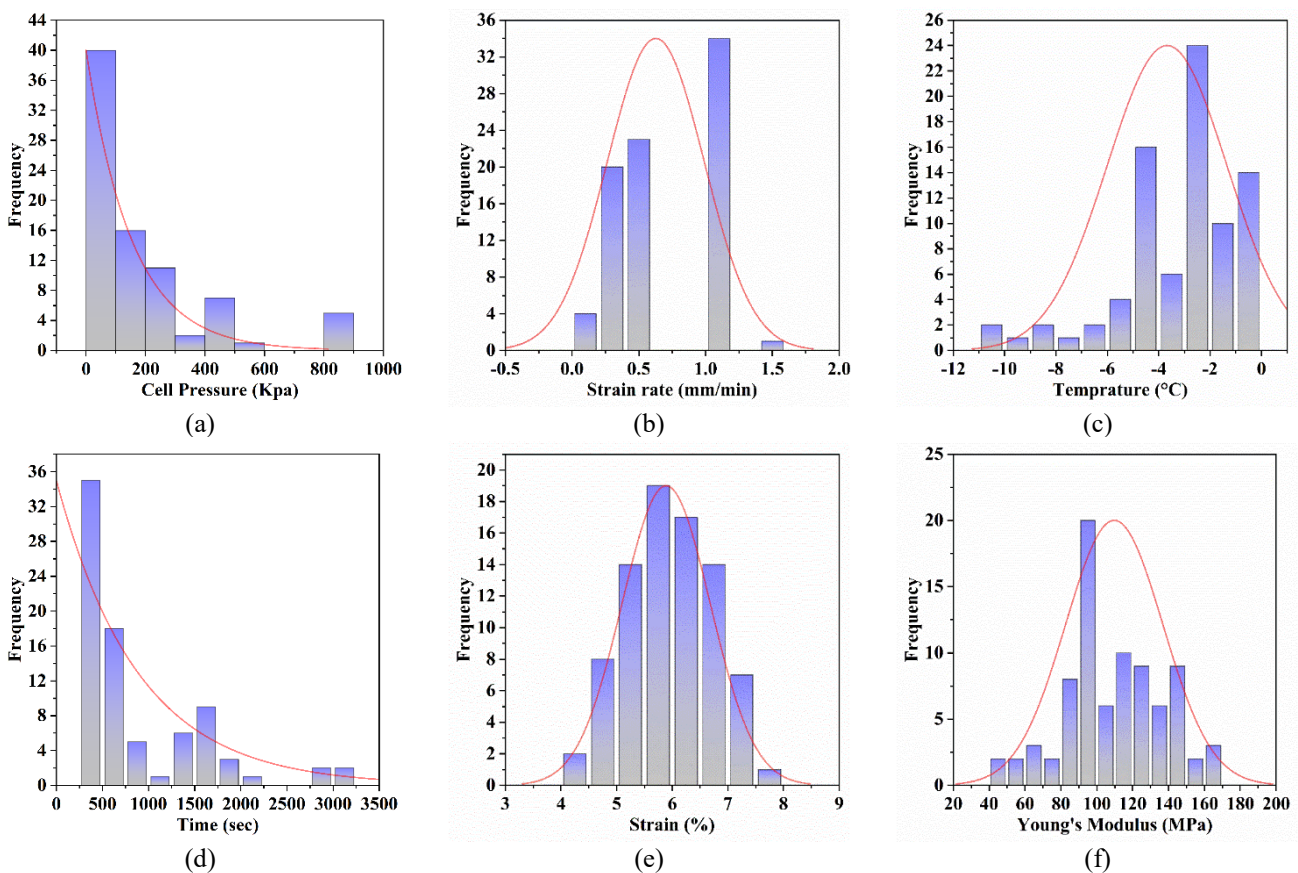 44
40
36
32
28
24
20
16
12
8
4
0
0 200 400 600 800 1000
Frequency
Cell Pressure (Kpa)
(a)
36
32
28
24
20
16
12
8
4
0
-0.5 0.0 0.5 1.0 1.5 2.0
Frequency
Strain rate (mm/min)
(b)
26
24
22
20
18
16
14
12
10
8
6
4
2
0
-12 -10 -8 -6 -4 -2 0
Frequency
Temprature (°C)
(c)
36
32
28
24
20
16
12
8
4
0
0 500 1000 1500 2000 2500 3000 3500
Frequency
Time (sec)
(d)
20
18
16
14
12
10
8
6
4
2
0
3 4 5 6 7 8 9
Frequency
Strain (%)
(e)
25
20
15
10
5
0
20 40 60 80 100 120 140 160 180 200
Frequency
Young's Modulus (MPa)
(f)